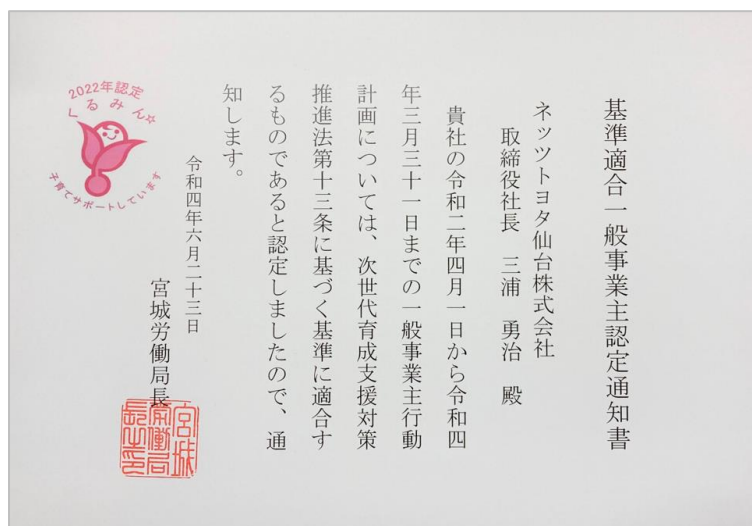 基準適合一般事業主認定通知書
ネッツトヨタ仙台株式会社
取締役社長 三浦 勇治 殿
貴社の令和二年四月一日から令和四
年三月三十一日までの一般事業主行動
計画については、次世代育成支援対策
推進法第十三条に基づく基準に適合す
るものであると認定しましたので、通
知します。
令和四年六月二十三日
宮城労働局長
宮城
労働局
長之印
2022年認定
くるみん☆
子育てサポートしています